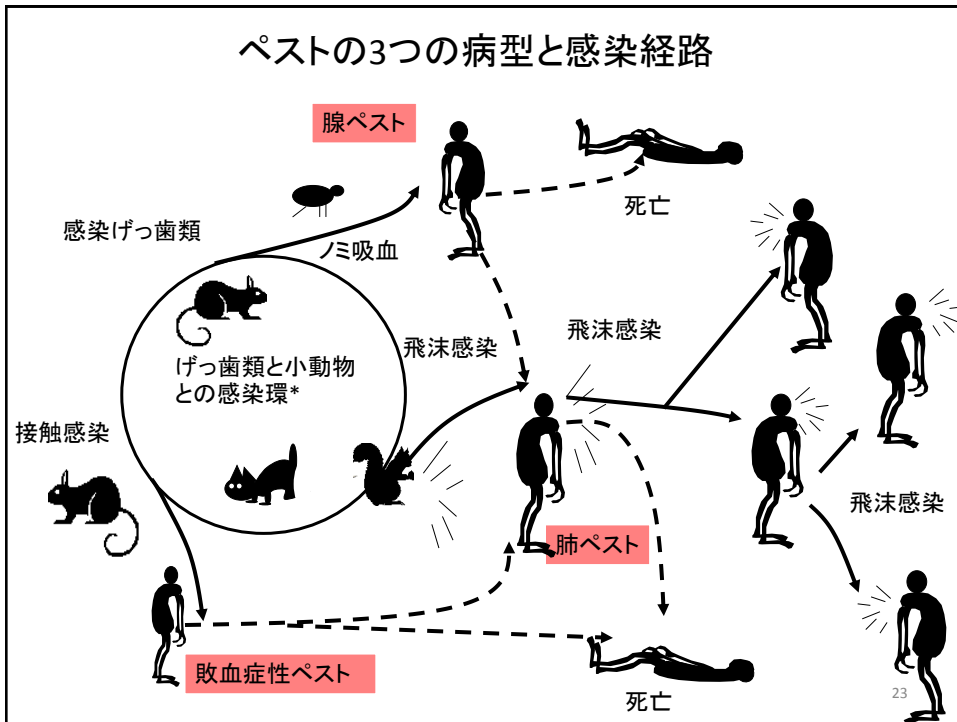 ペストの3つの病型と感染経路
腺ペスト
死亡
感染げっ歯類
ノミ吸血
飛沫感染
飛沫感染
げっ歯類と小動物
との感染環*
接触感染
飛沫感染
肺ペスト
敗血症性ペスト
死亡
23